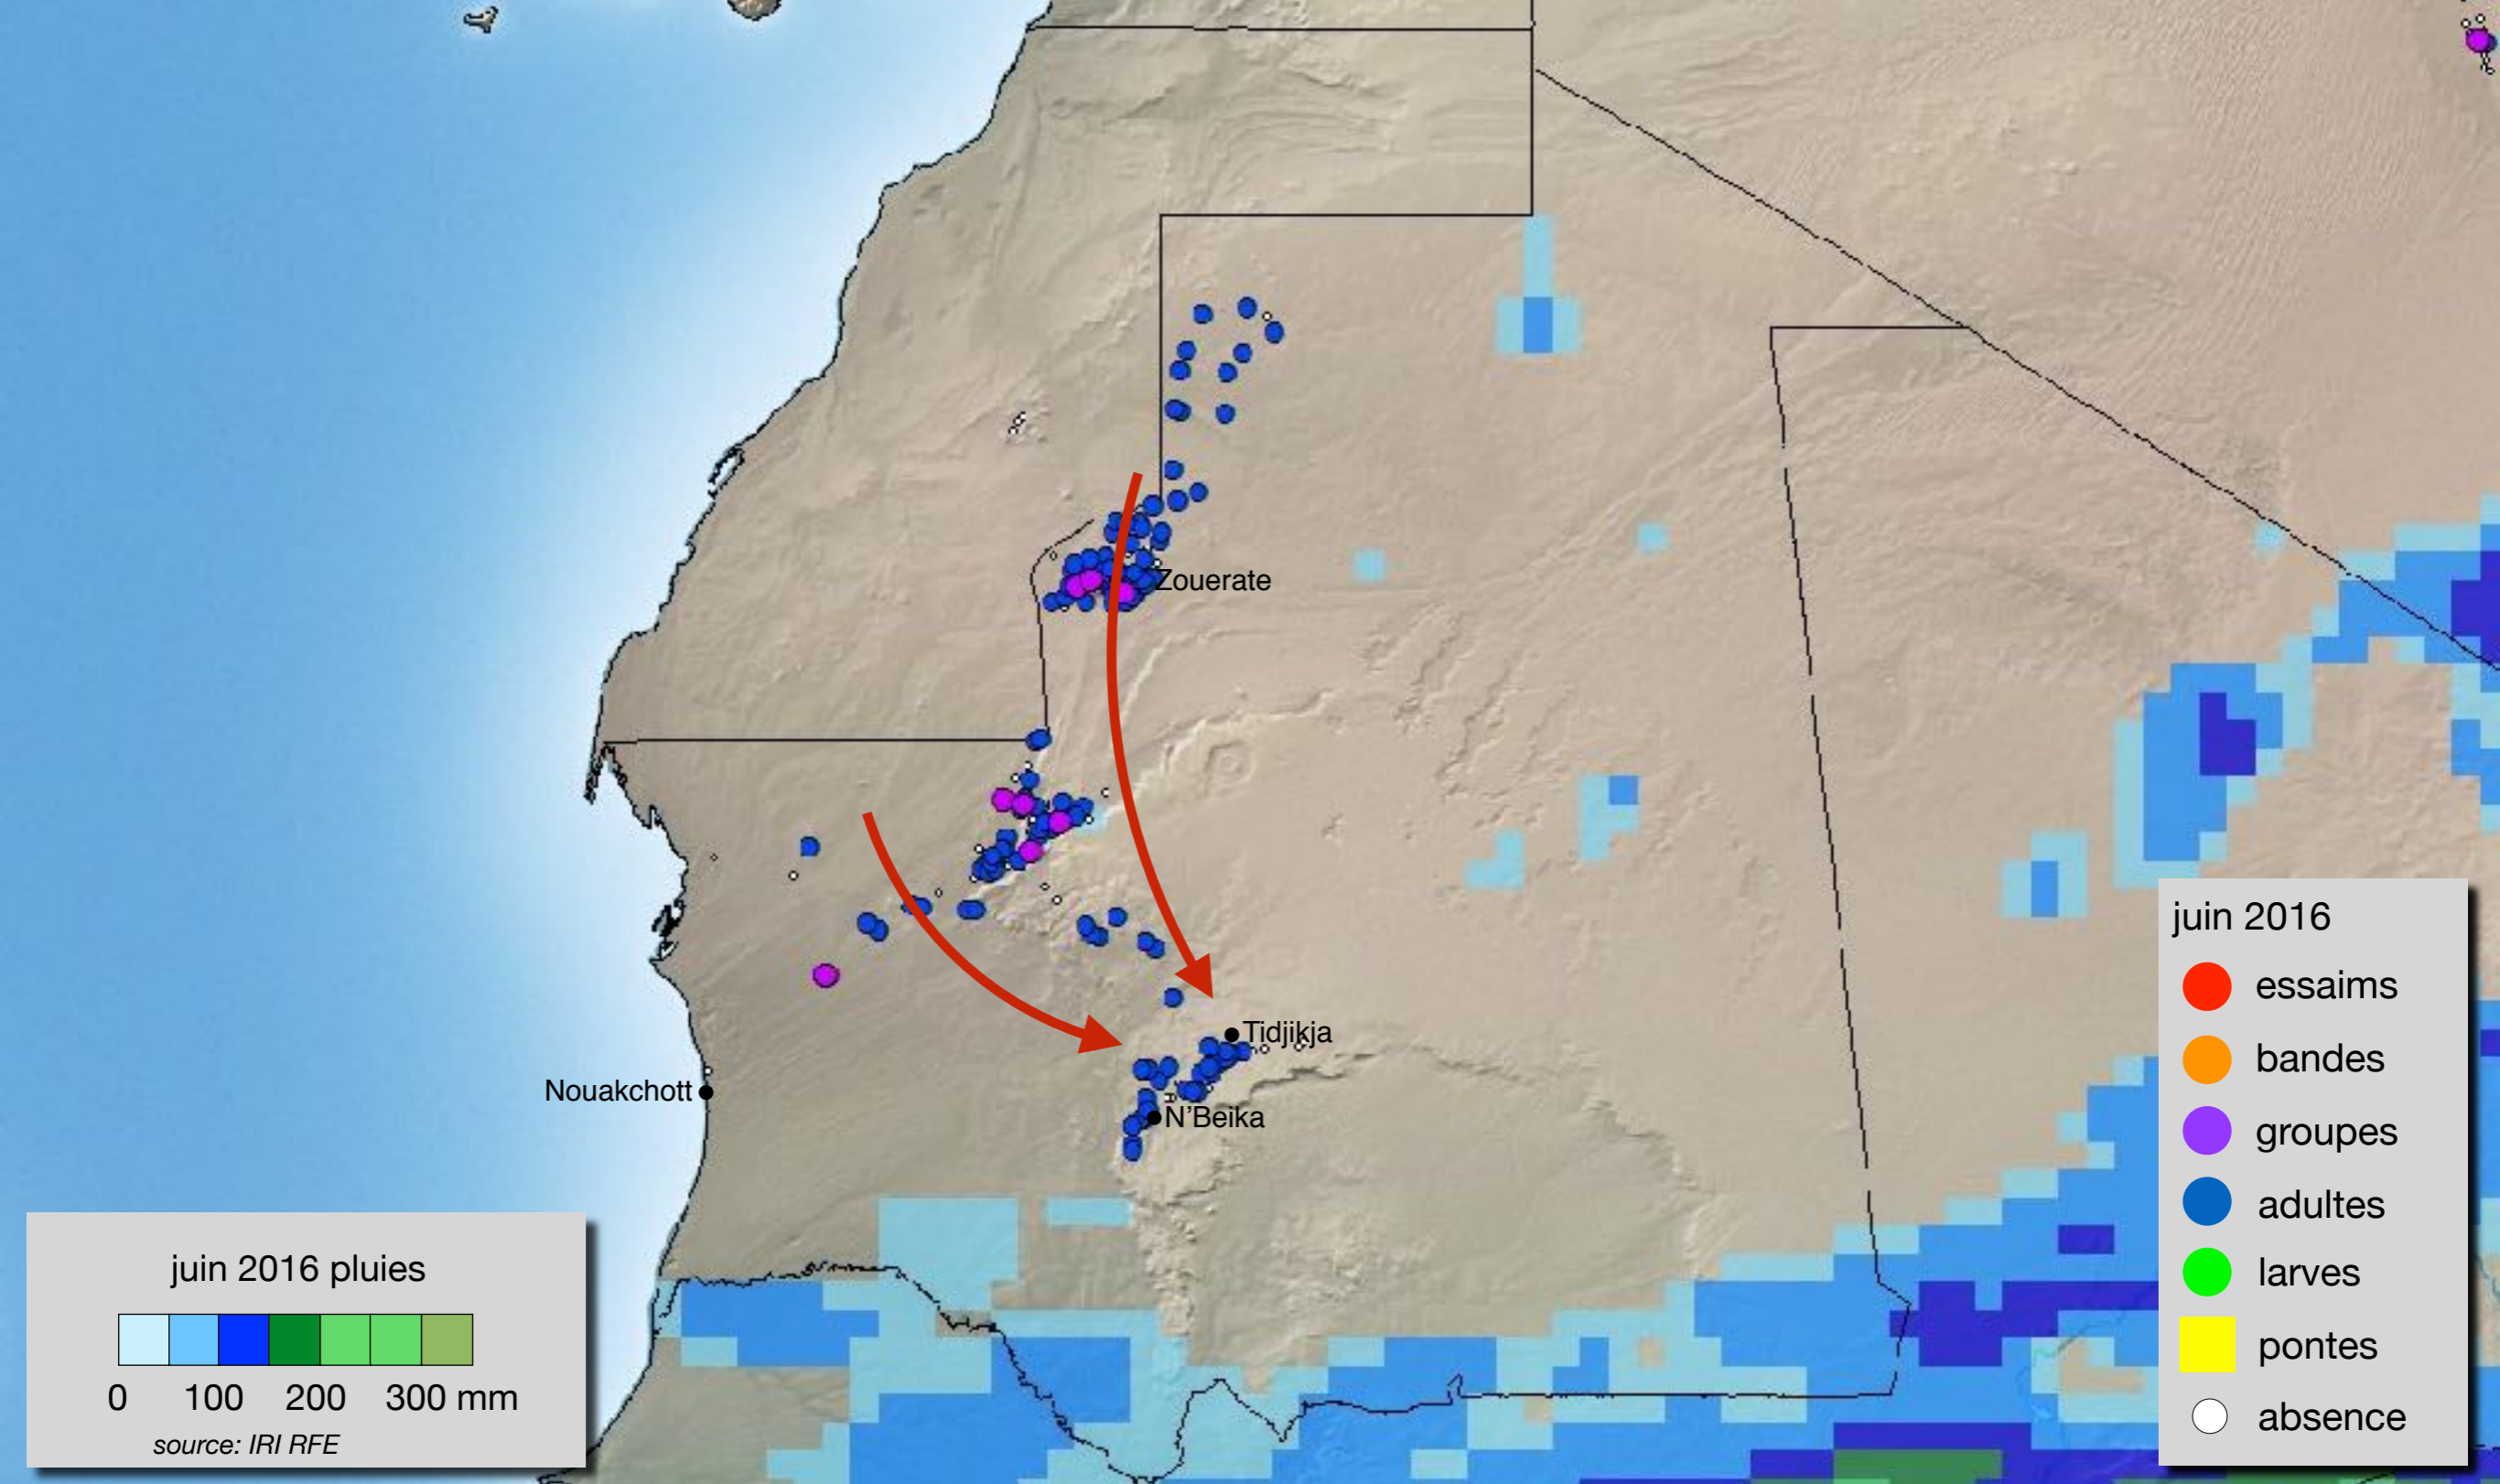 Zouerate
Tidjikja
Nouakchott
N'Beika
juin 2016
essaims
bandes
groupes
adultes
larves
pontes
absence
juin 2016 pluies
0 100 200 300 mm
source: IRI RFE